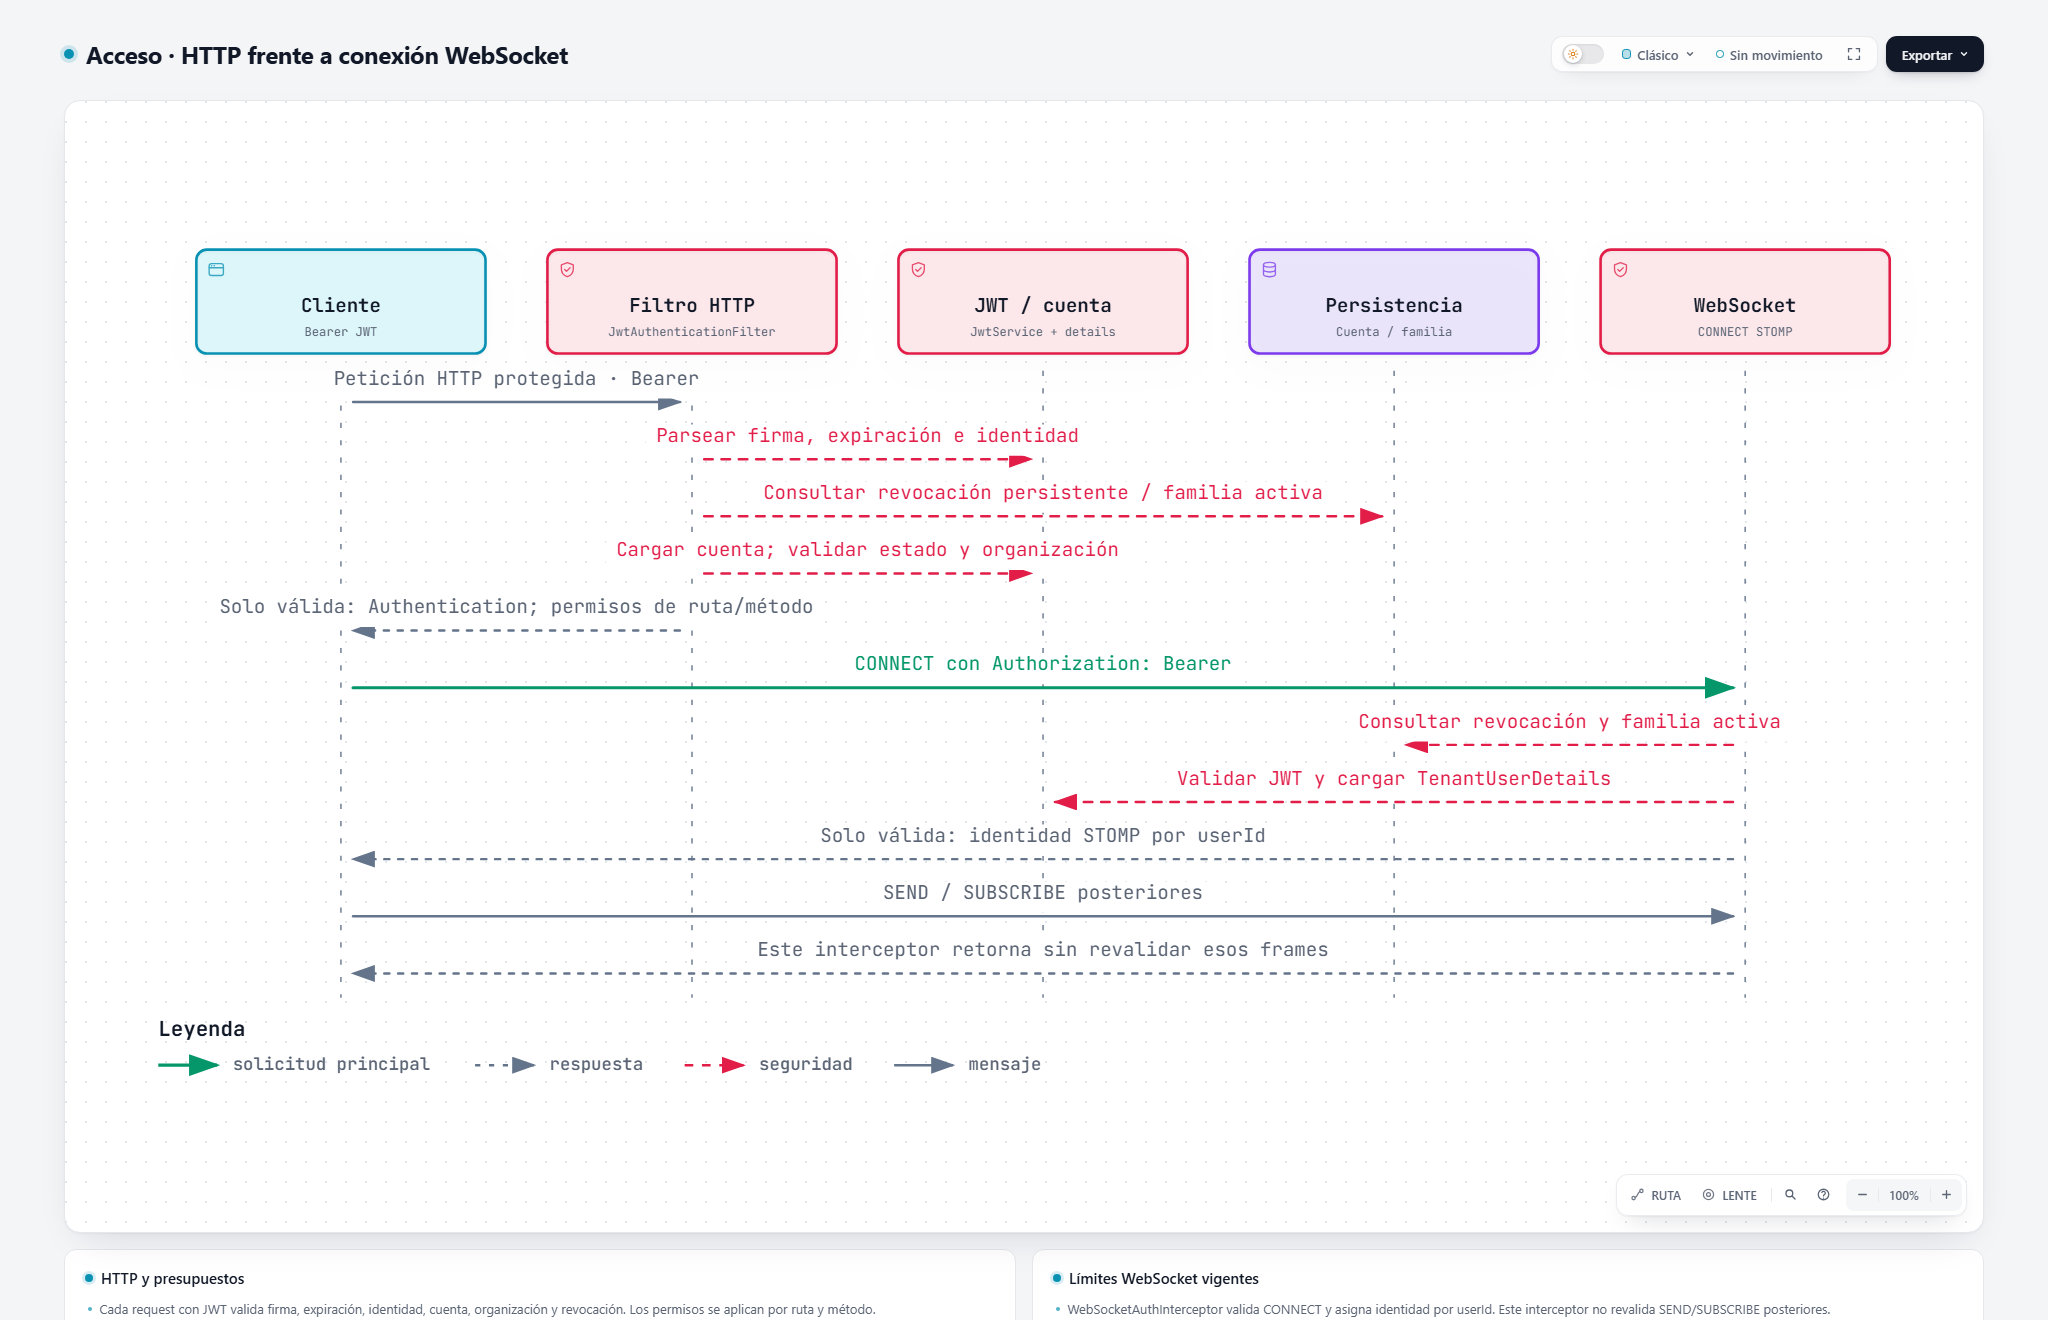 Acceso · HTTP frente a conexión WebSocket
Clásico
Sin movimiento
Exportar
Cliente
Bearer JWT
Filtro HTTP
JwtAuthenticationFilter
JWT / cuenta
JwtService + details
Persistencia
Cuenta / familia
WebSocket
CONNECT STOMP
Petición HTTP protegida · Bearer
Parsear firma, expiración e identidad
Consultar revocación persistente / familia activa
Cargar cuenta; validar estado y organización
Solo válida: Authentication; permisos de ruta/método
CONNECT con Authorization: Bearer
Consultar revocación y familia activa
Validar JWT y cargar TenantUserDetails
Solo válida: identidad STOMP por userId
SEND / SUBSCRIBE posteriores
Este interceptor retorna sin revalidar esos frames
Leyenda
solicitud principal
respuesta
seguridad
mensaje
RUTA
LENTE
100%
HTTP y presupuestos
• Cada request con JWT valida firma, expiración, identidad, cuenta, organización y revocación. Los permisos se aplican por ruta y método.
Límites WebSocket vigentes
• WebSocketAuthInterceptor valida CONNECT y asigna identidad por userId. Este interceptor no revalida SEND/SUBSCRIBE posteriores.